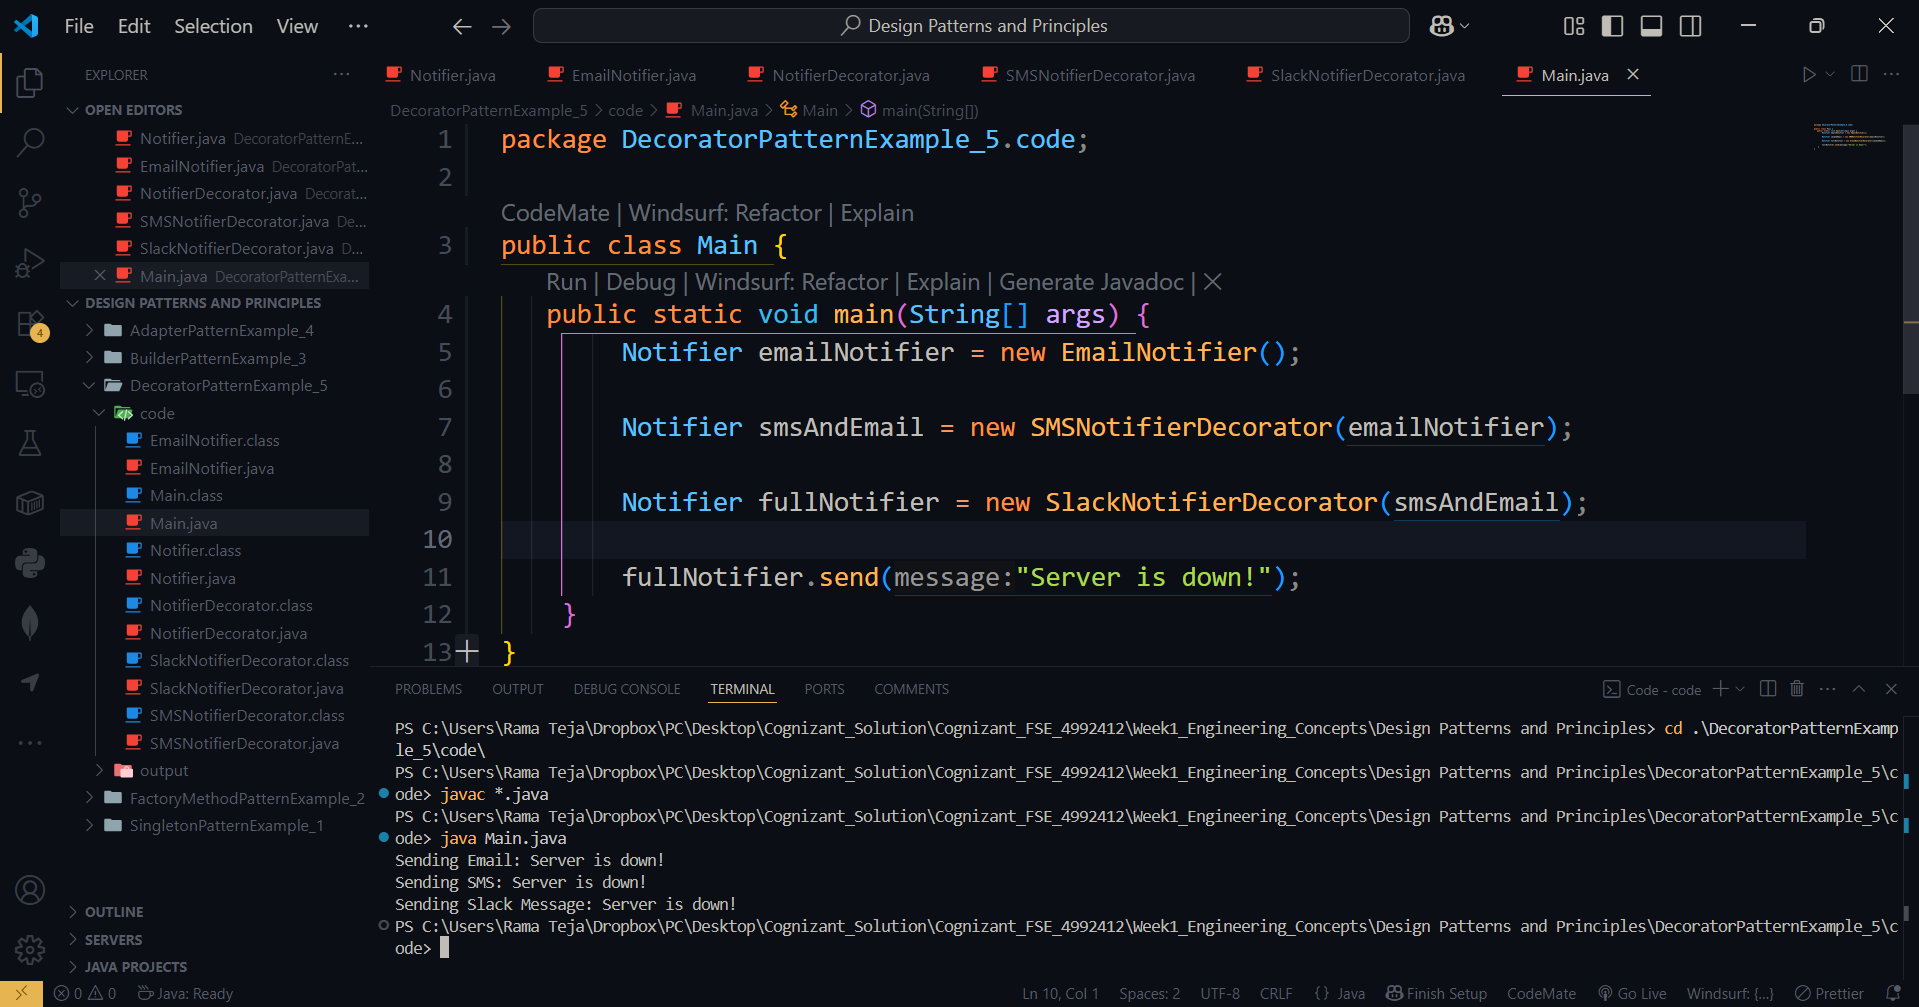 File Edit Selection View ··· Design Patterns and Principles
EXPLORER ···
OPEN EDITORS
Notifier.java DecoratorPatternE...
EmailNotifier.java DecoratorPat...
NotifierDecorator.java Decorat...
SMSNotifierDecorator.java De...
SlackNotifierDecorator.java D...
Main.java DecoratorPatternExa...
DESIGN PATTERNS AND PRINCIPLES
AdapterPatternExample_4
BuilderPatternExample_3
DecoratorPatternExample_5
code
EmailNotifier.class
EmailNotifier.java
Main.class
Main.java
Notifier.class
Notifier.java
NotifierDecorator.class
NotifierDecorator.java
SlackNotifierDecorator.class
SlackNotifierDecorator.java
SMSNotifierDecorator.class
SMSNotifierDecorator.java
output
FactoryMethodPatternExample_2
SingletonPatternExample_1
OUTLINE
SERVERS
JAVA PROJECTS
4
Notifier.java EmailNotifier.java NotifierDecorator.java SMSNotifierDecorator.java SlackNotifierDecorator.java Main.java
DecoratorPatternExample_5 > code > Main.java > Main > main(String[])
1 package DecoratorPatternExample_5.code;
2
CodeMate | Windsurf: Refactor | Explain
3 public class Main {
Run | Debug | Windsurf: Refactor | Explain | Generate Javadoc | X
4 public static void main(String[] args) {
5 Notifier emailNotifier = new EmailNotifier();
6
7 Notifier smsAndEmail = new SMSNotifierDecorator(emailNotifier);
8
9 Notifier fullNotifier = new SlackNotifierDecorator(smsAndEmail);
10
11 fullNotifier.send(message:"Server is down!");
12 }
13 }
PROBLEMS OUTPUT DEBUG CONSOLE TERMINAL PORTS COMMENTS Code - code
PS C:\Users\Rama Teja\Dropbox\PC\Desktop\Cognizant_Solution\Cognizant_FSE_4992412\Week1_Engineering_Concepts\Design Patterns and Principles> cd .\DecoratorPatternExamp
le_5\code\
PS C:\Users\Rama Teja\Dropbox\PC\Desktop\Cognizant_Solution\Cognizant_FSE_4992412\Week1_Engineering_Concepts\Design Patterns and Principles\DecoratorPatternExample_5\c
ode> javac *.java
PS C:\Users\Rama Teja\Dropbox\PC\Desktop\Cognizant_Solution\Cognizant_FSE_4992412\Week1_Engineering_Concepts\Design Patterns and Principles\DecoratorPatternExample_5\c
ode> java Main.java
Sending Email: Server is down!
Sending SMS: Server is down!
Sending Slack Message: Server is down!
PS C:\Users\Rama Teja\Dropbox\PC\Desktop\Cognizant_Solution\Cognizant_FSE_4992412\Week1_Engineering_Concepts\Design Patterns and Principles\DecoratorPatternExample_5\c
ode>
0 0 Java: Ready Ln 10, Col 1 Spaces: 2 UTF-8 CRLF {} Java Finish Setup CodeMate Go Live Windsurf: {...} Prettier